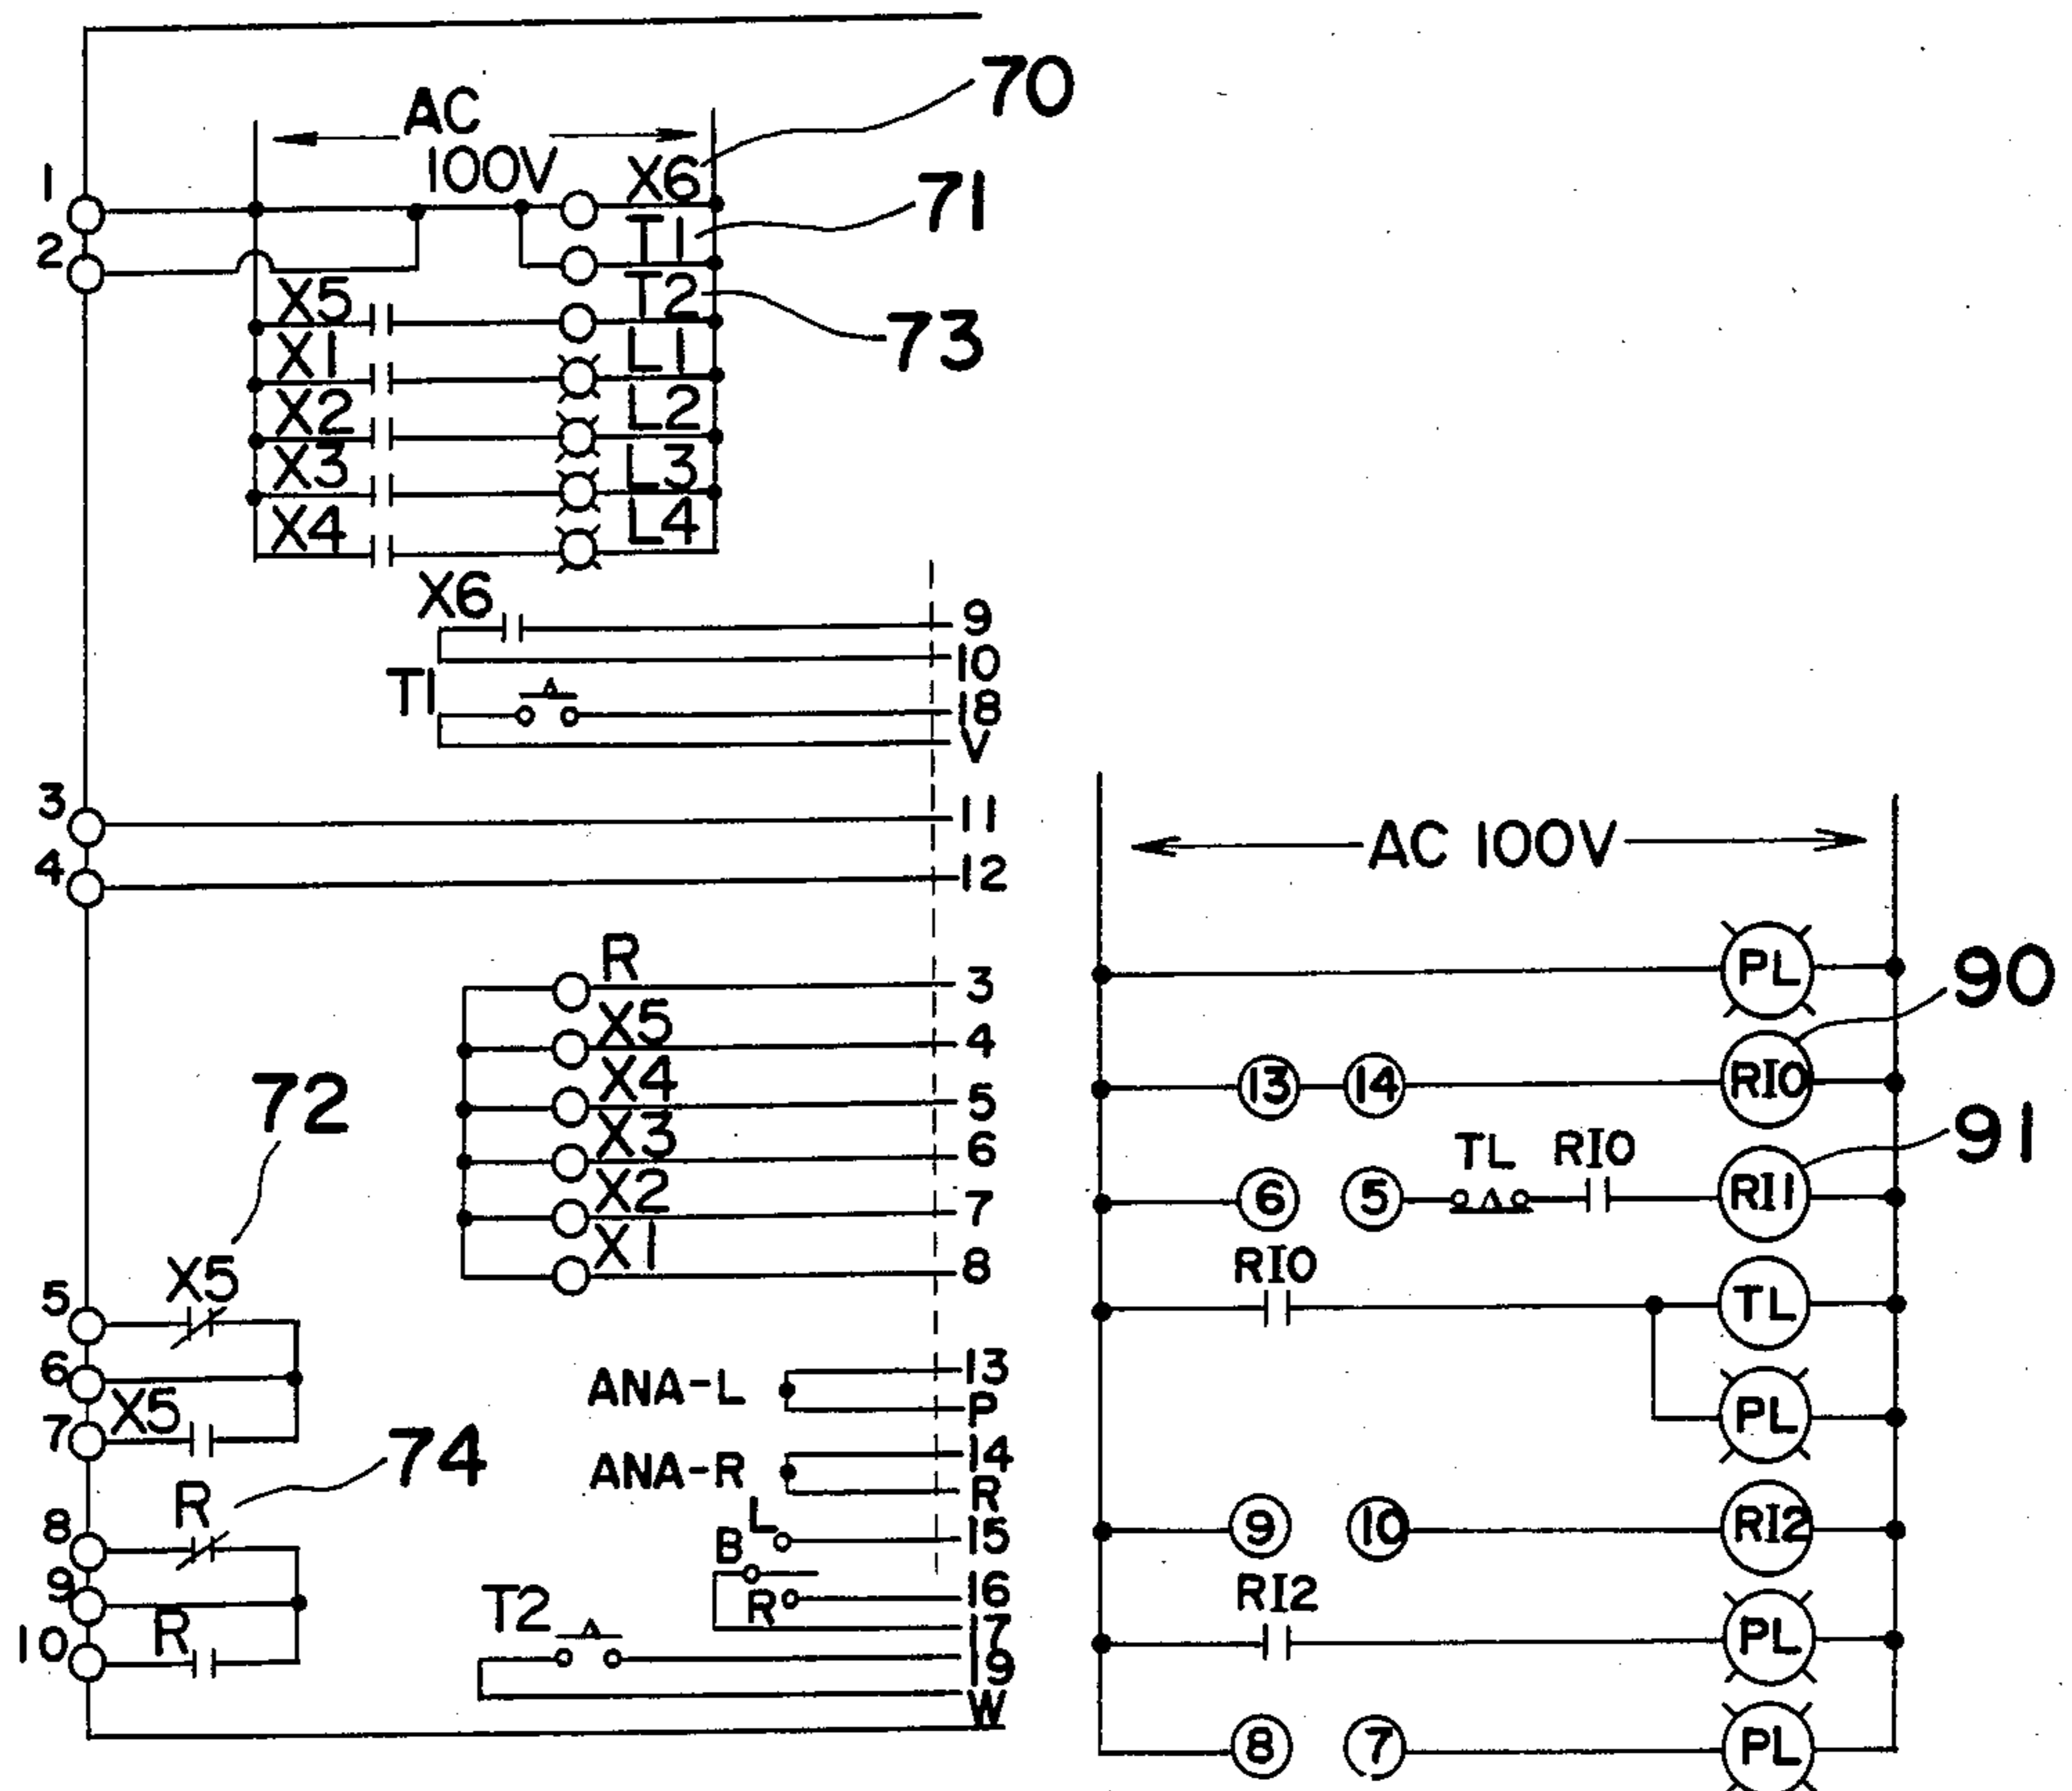 70
AC
100V
X6
71
1
T1
2
T2
X5
73
X1
L1
X2
L2
X3
L3
X4
L4
X6
9
10
T1
18
V
3
11
4
12
AC 100V
R
3
PL
90
X5
4
X4
5
13
14
RI0
72
X3
6
TL
RI0
91
X2
7
6
5
RI1
X1
8
X5
RI0
5
TL
6
X5
ANA-L
13
P
7
PL
74
ANA-R
14
R
R
L
15
8
B
9
10
RI2
9
R
16
T2
RI2
R
17
10
19
PL
W
8
7
PL